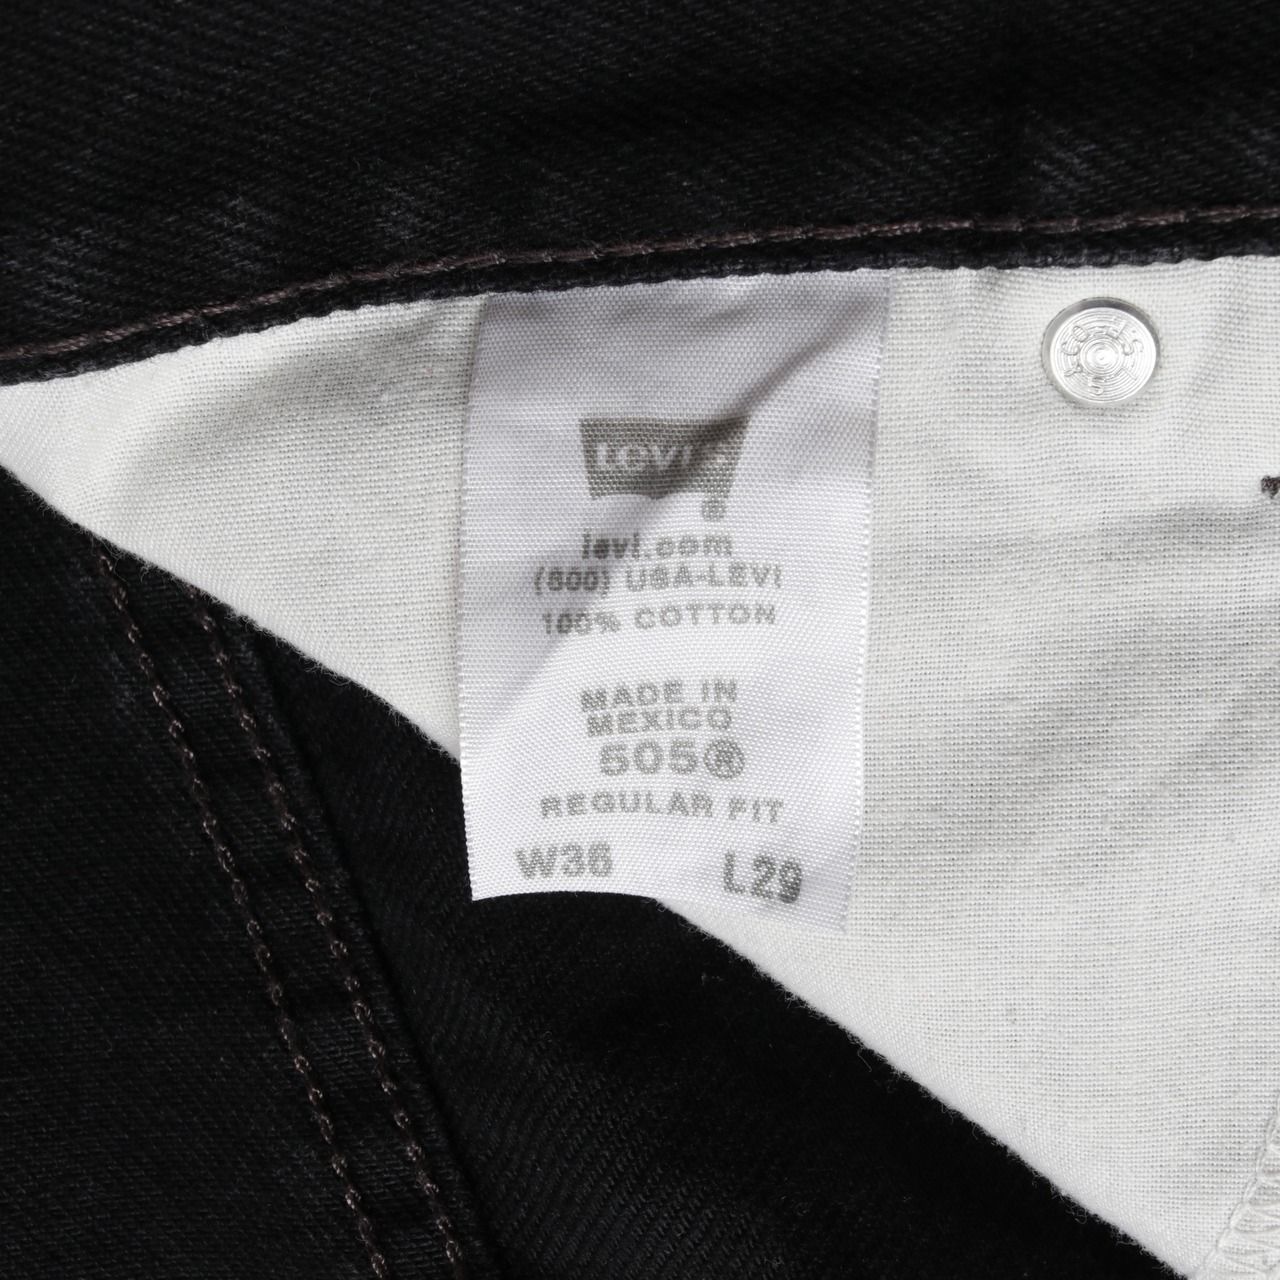 Levi's
®
levi.com
(800) USA-LEVI
100% COTTON
MADE IN
MEXICO
505®
REGULAR FIT
W36 L29